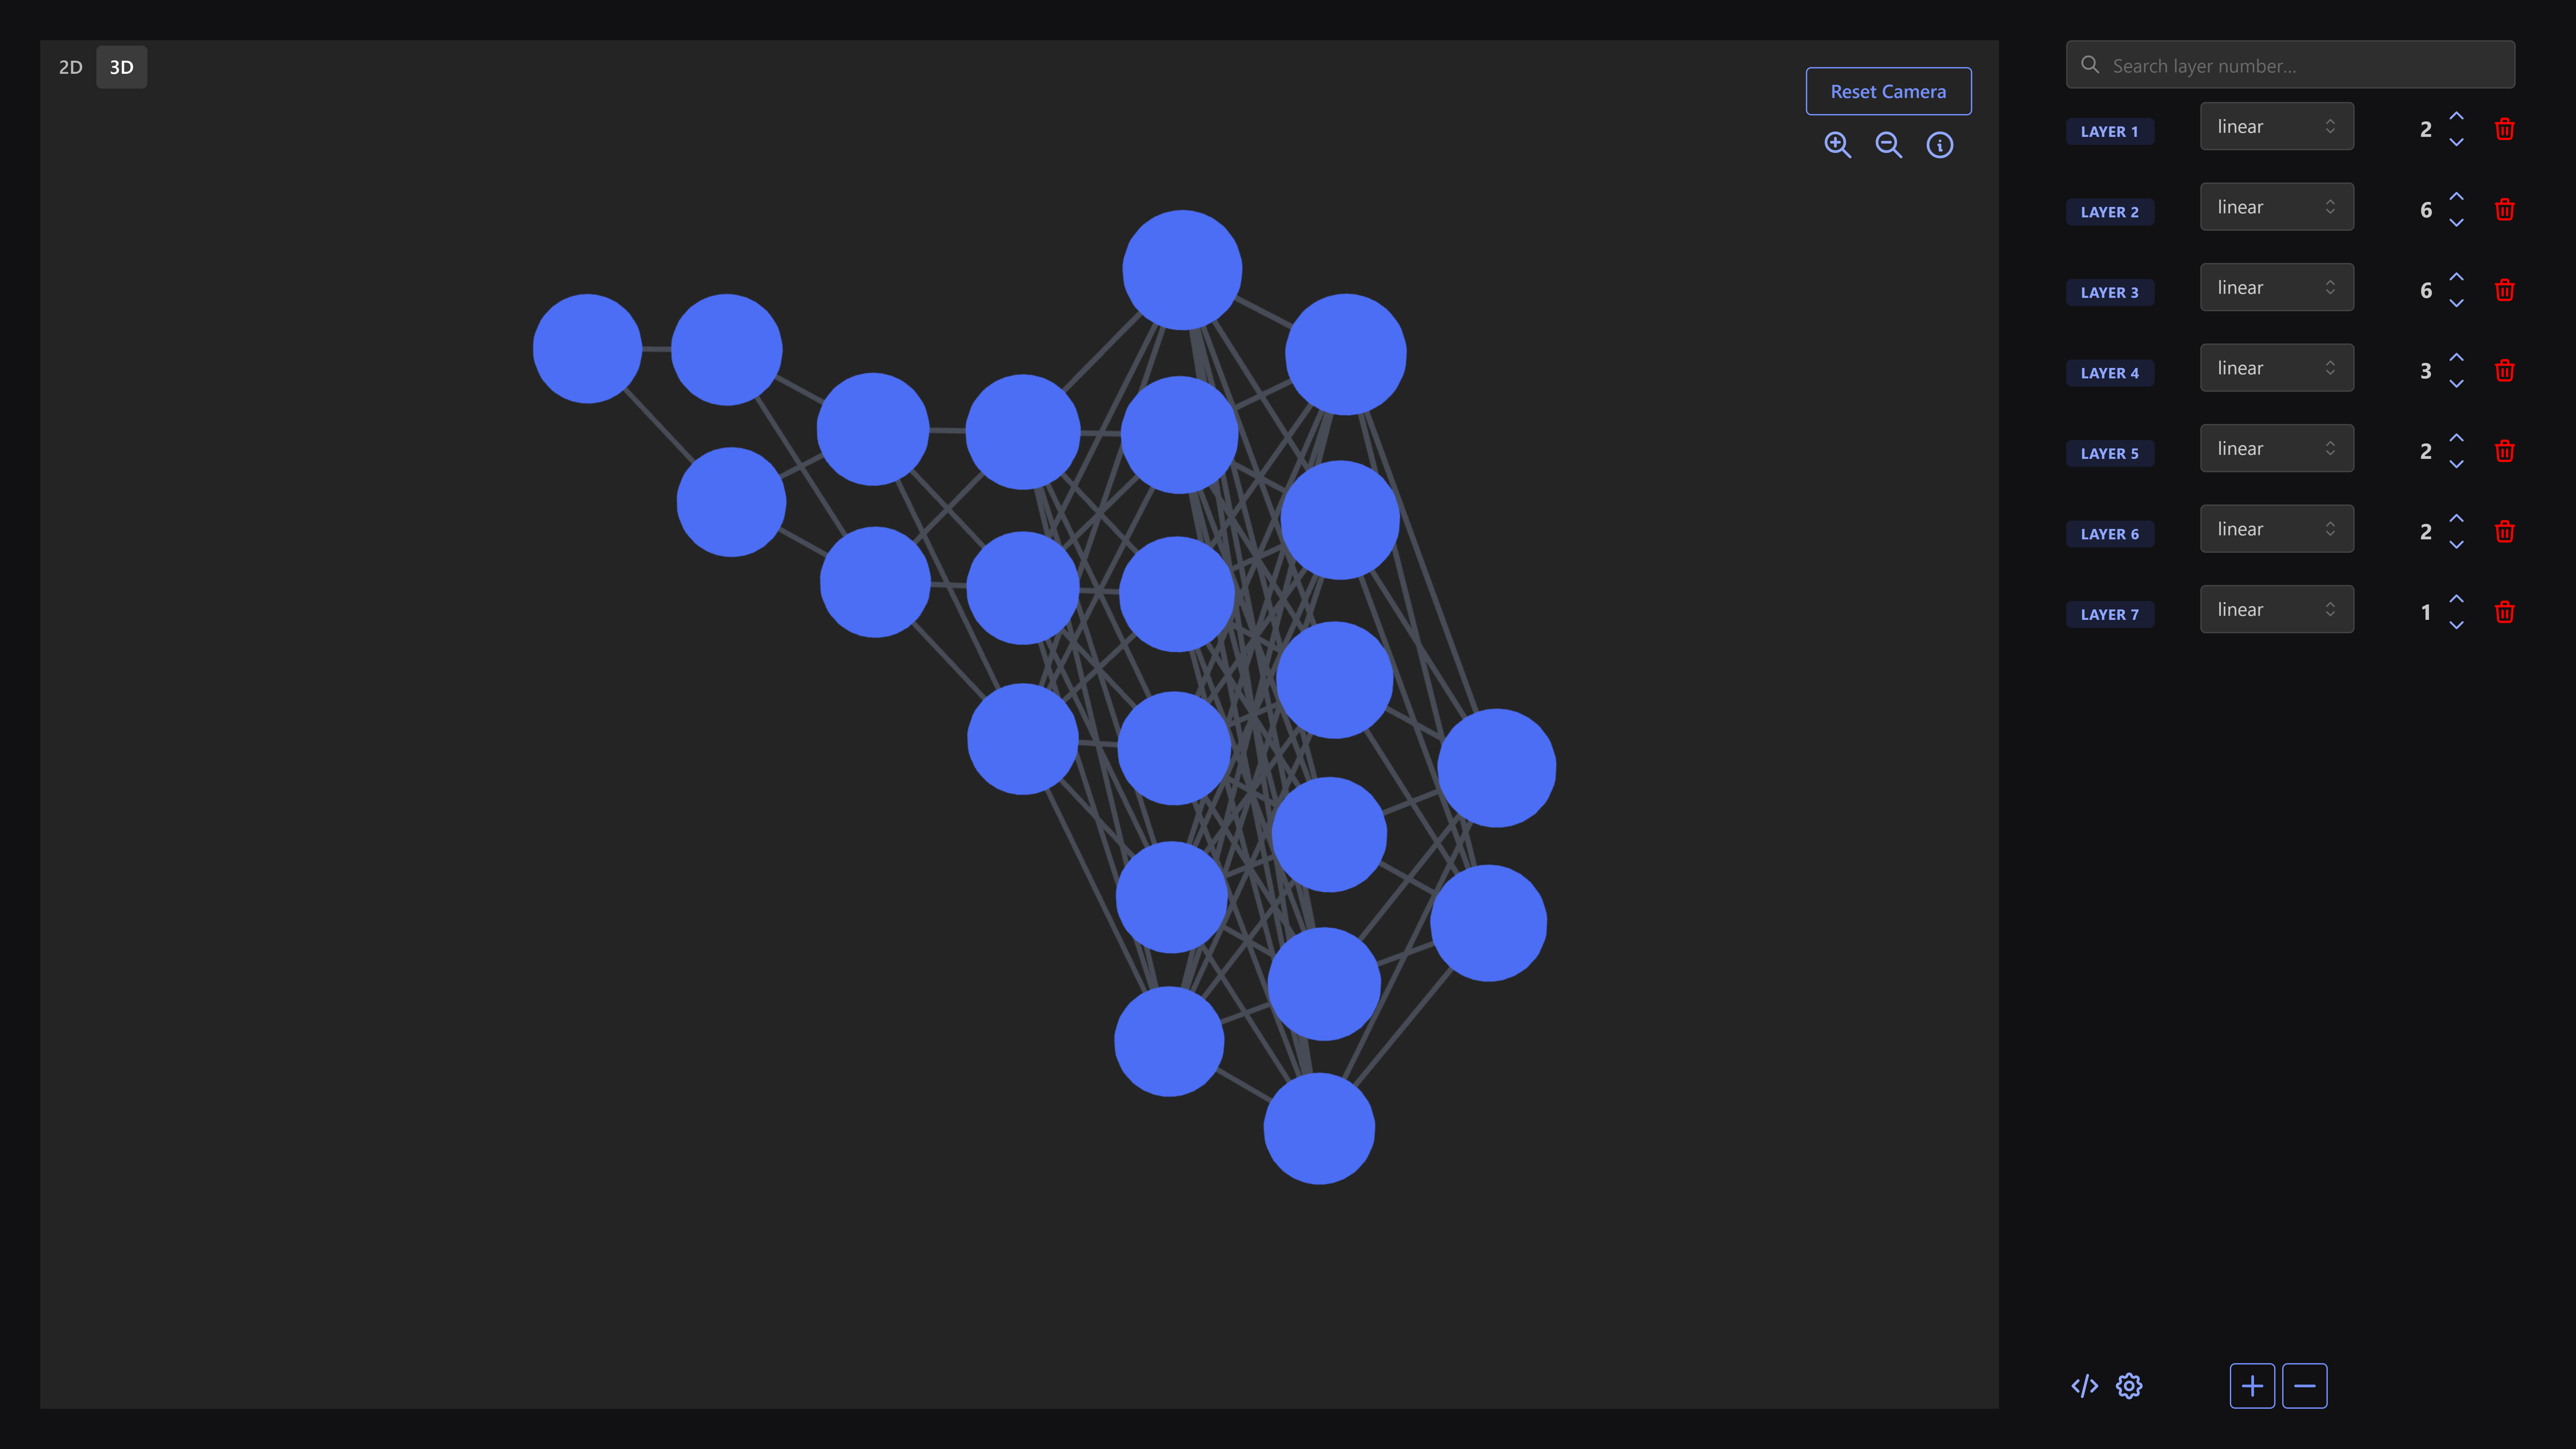 2D 3D
Reset Camera
Search layer number...
LAYER 1 linear 2
LAYER 2 linear 6
LAYER 3 linear 6
LAYER 4 linear 3
LAYER 5 linear 2
LAYER 6 linear 2
LAYER 7 linear 1